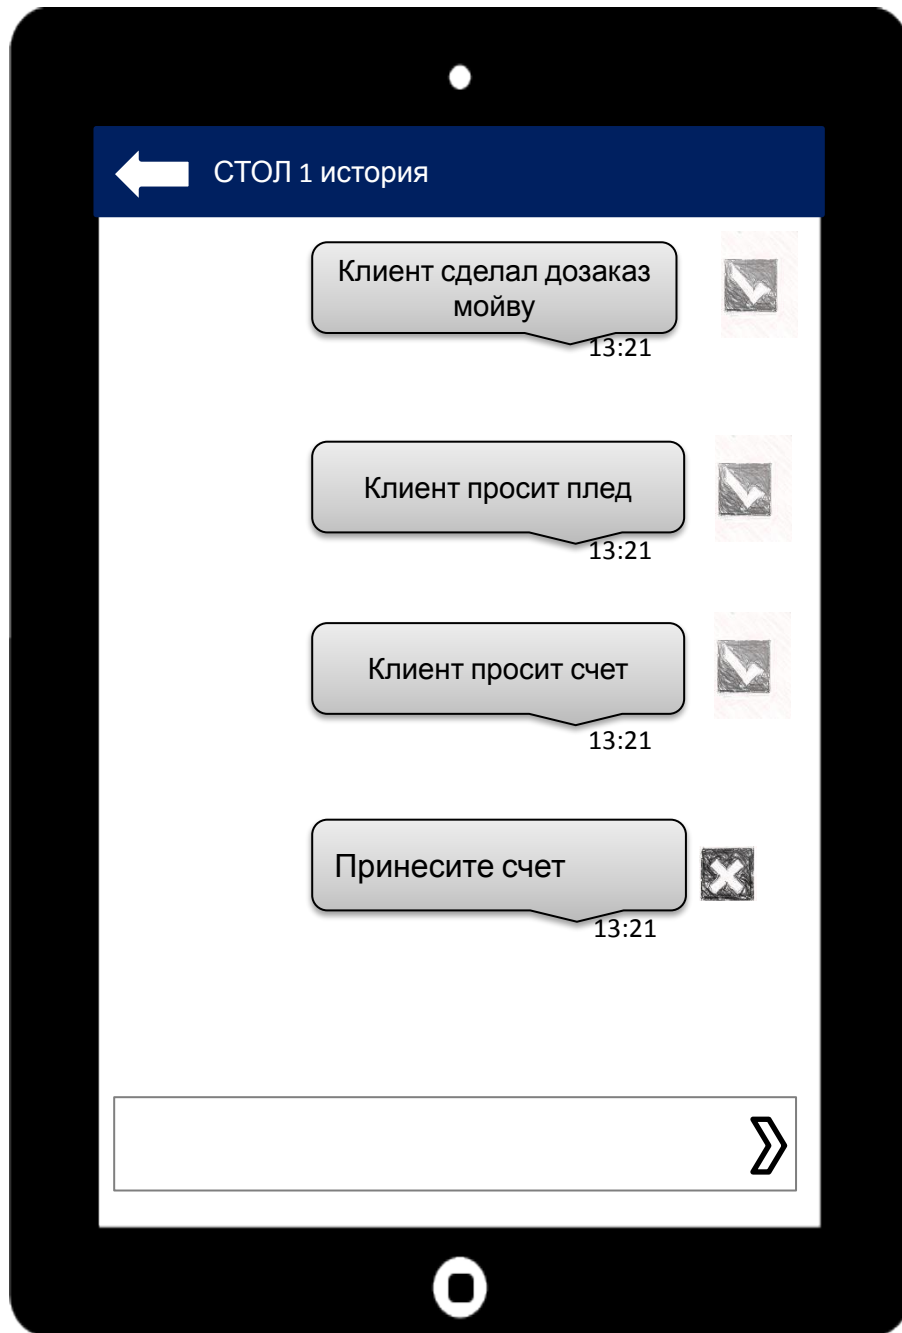 СТОЛ 1 история
Клиент сделал дозаказ
мойву
13:21
Клиент просит плед
13:21
Клиент просит счет
13:21
Принесите счет
13:21